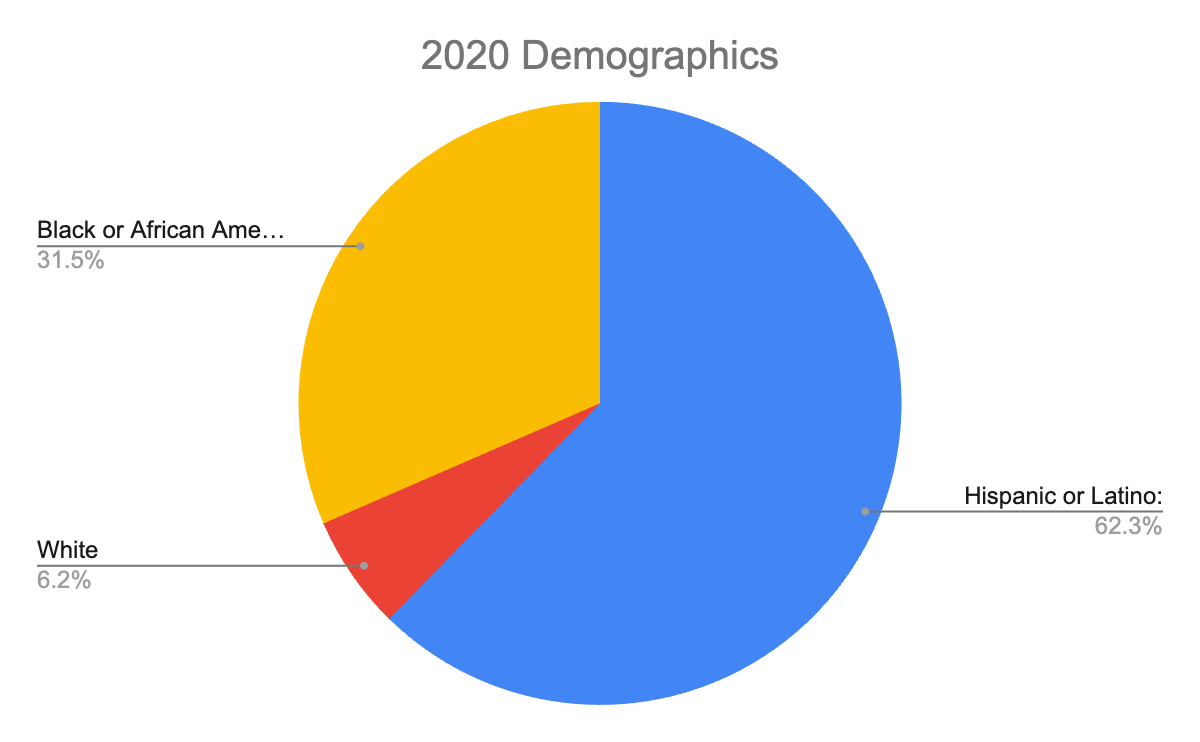 2020 Demographics
Black or African Ame…
31.5%
Hispanic or Latino:
62.3%
White
6.2%